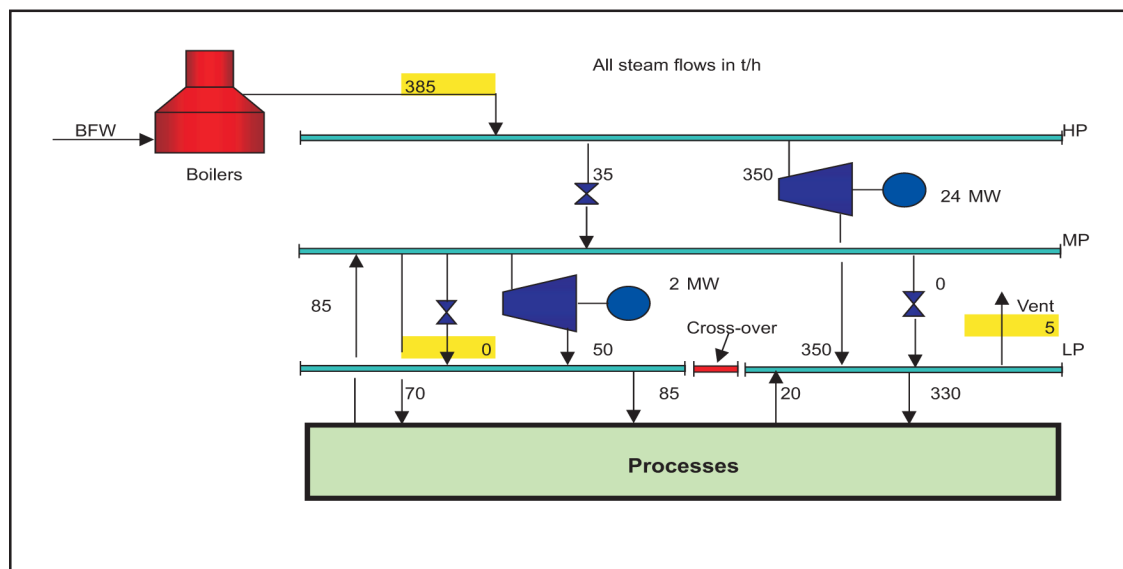 All steam flows in t/h
385
BFW
HP
Boilers
35
350
24 MW
MP
85
2 MW
0
Vent
Cross-over
5
0
50
350
LP
70
85
20
330
Processes